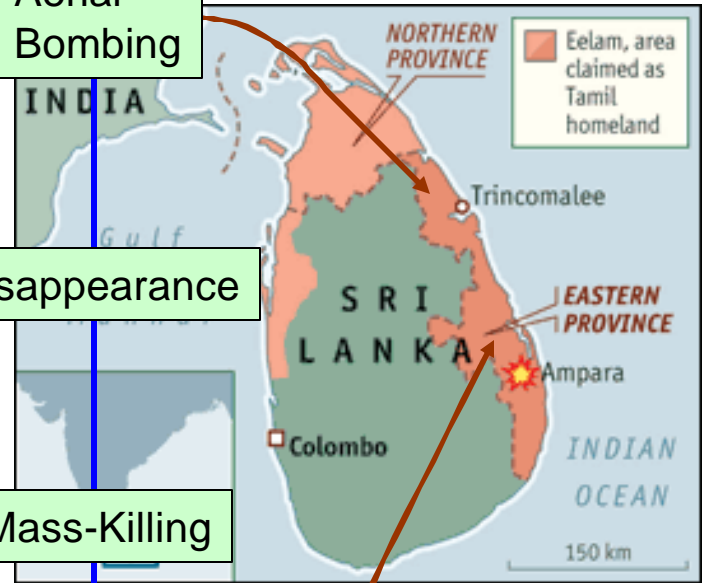 Aerial
Bombing
NORTHERN
PROVINCE
Eelam, area
claimed as
Tamil
homeland
INDIA
Trincomalee
Gulf
sappearance
SRI
LANKA
EASTERN
PROVINCE
Ampara
Colombo
INDIAN
OCEAN
Mass-Killing
150 km